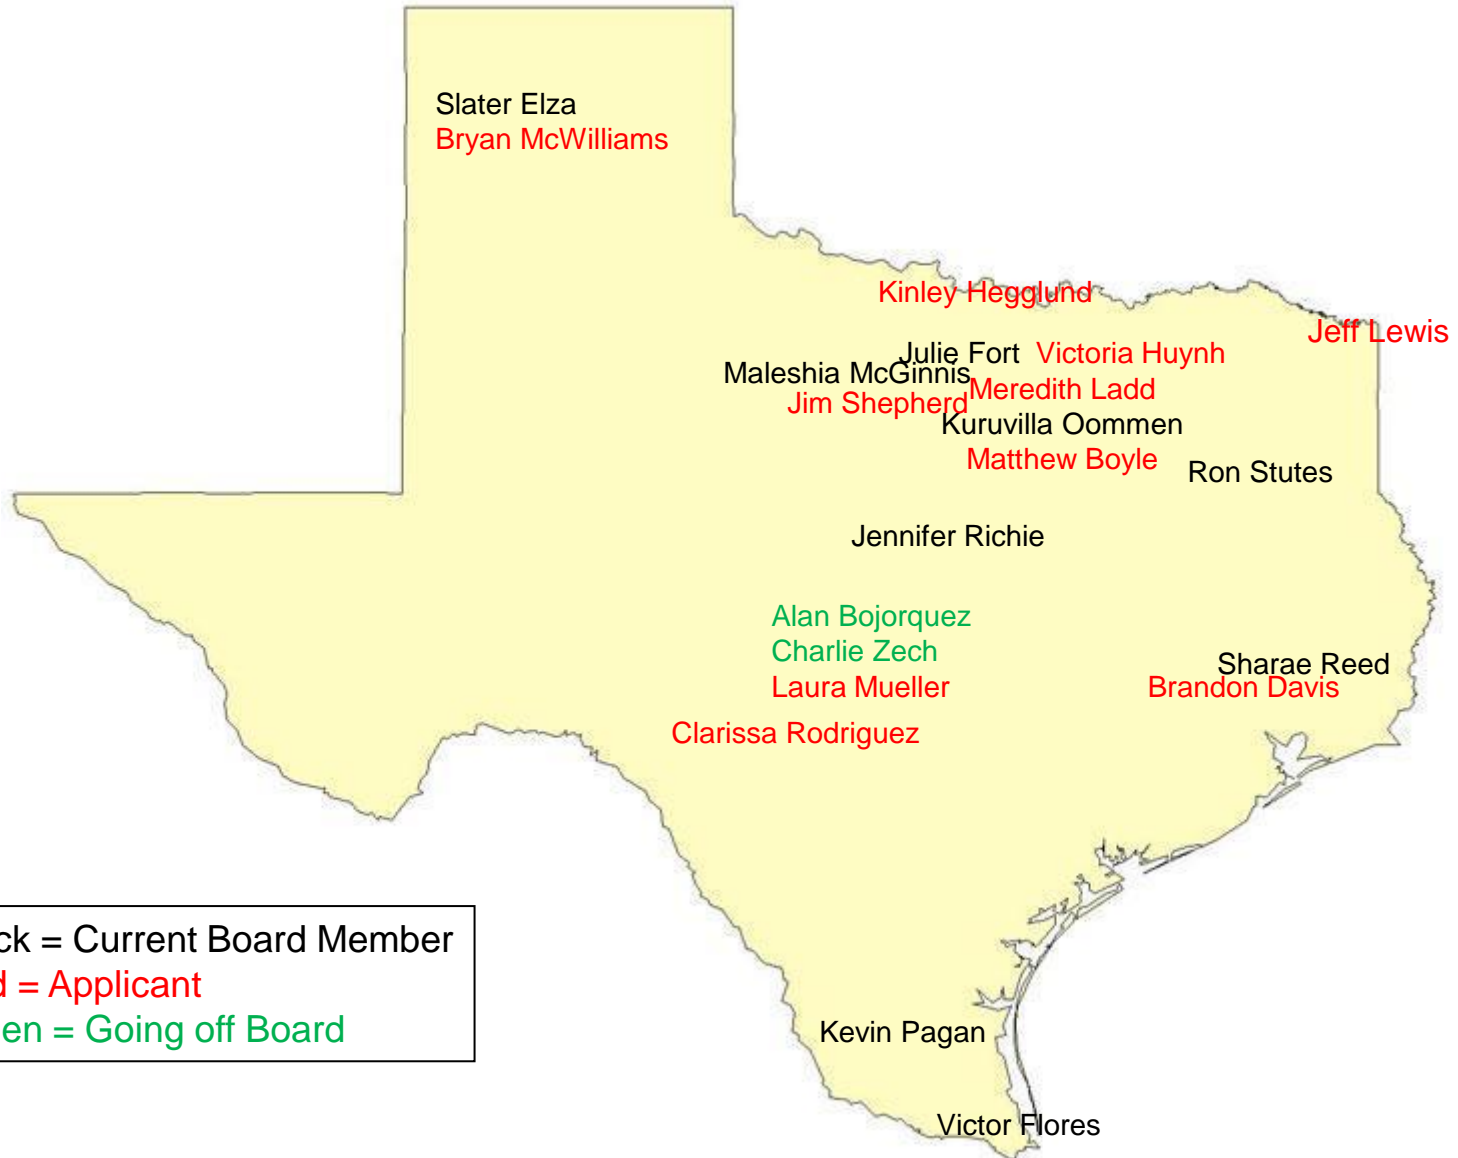 Slater Elza
Bryan McWilliams
Kinley Hegglund
Jeff Lewis
Julie Fort
Victoria Huynh
Maleshia McGinnis
Meredith Ladd
Jim Shepherd
Kuruvilla Oommen
Matthew Boyle
Ron Stutes
Jennifer Richie
Alan Bojorquez
Charlie Zech
Laura Mueller
Sharae Reed
Brandon Davis
Clarissa Rodriguez
ck = Current Board Member
d = Applicant
en = Going off Board
Kevin Pagan
Victor Flores